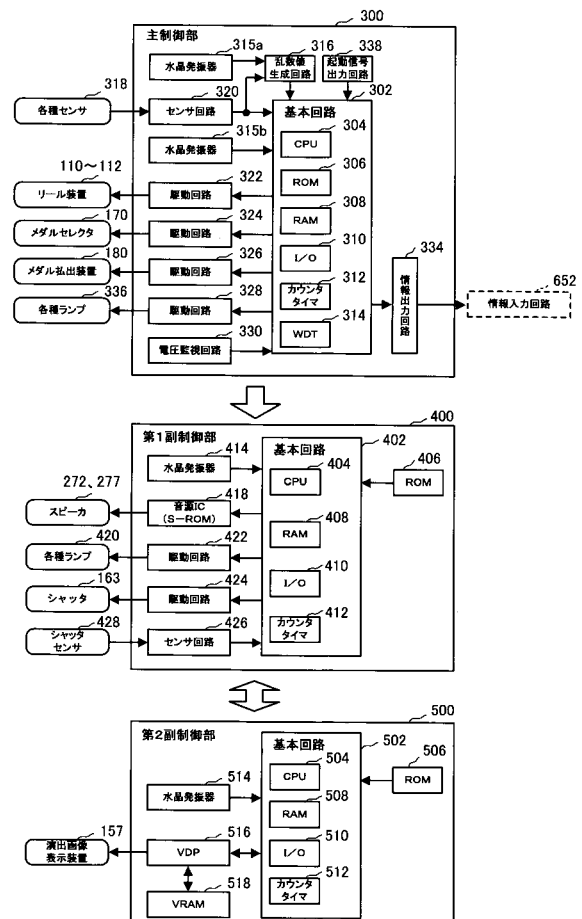 300
主制御部
315a
316
338
水晶発振器
乱数値
生成回路
起動信号
出力回路
318
320
302
各種センサ
センサ回路
基本回路
315b
304
水晶発振器
CPU
110～112
322
306
リール装置
駆動回路
ROM
170
324
308
メダルセレクタ
駆動回路
RAM
180
326
310
334
メダル払出装置
駆動回路
I/O
652
336
328
312
各種ランプ
駆動回路
カウンタ
タイマ
情報出力回路
情報入力回路
330
314
電圧監視回路
WDT
400
第1副制御部
414
基本回路
402
水晶発振器
404
406
CPU
ROM
272、277
418
スピーカ
音源IC
(S-ROM)
408
420
422
RAM
各種ランプ
駆動回路
163
424
410
シャッタ
駆動回路
I/O
428
426
412
シャッタ
センサ
センサ回路
カウンタ
タイマ
500
第2副制御部
基本回路
502
514
504
506
水晶発振器
CPU
ROM
508
RAM
157
516
510
演出画像
表示装置
VDP
I/O
518
512
VRAM
カウンタ
タイマ